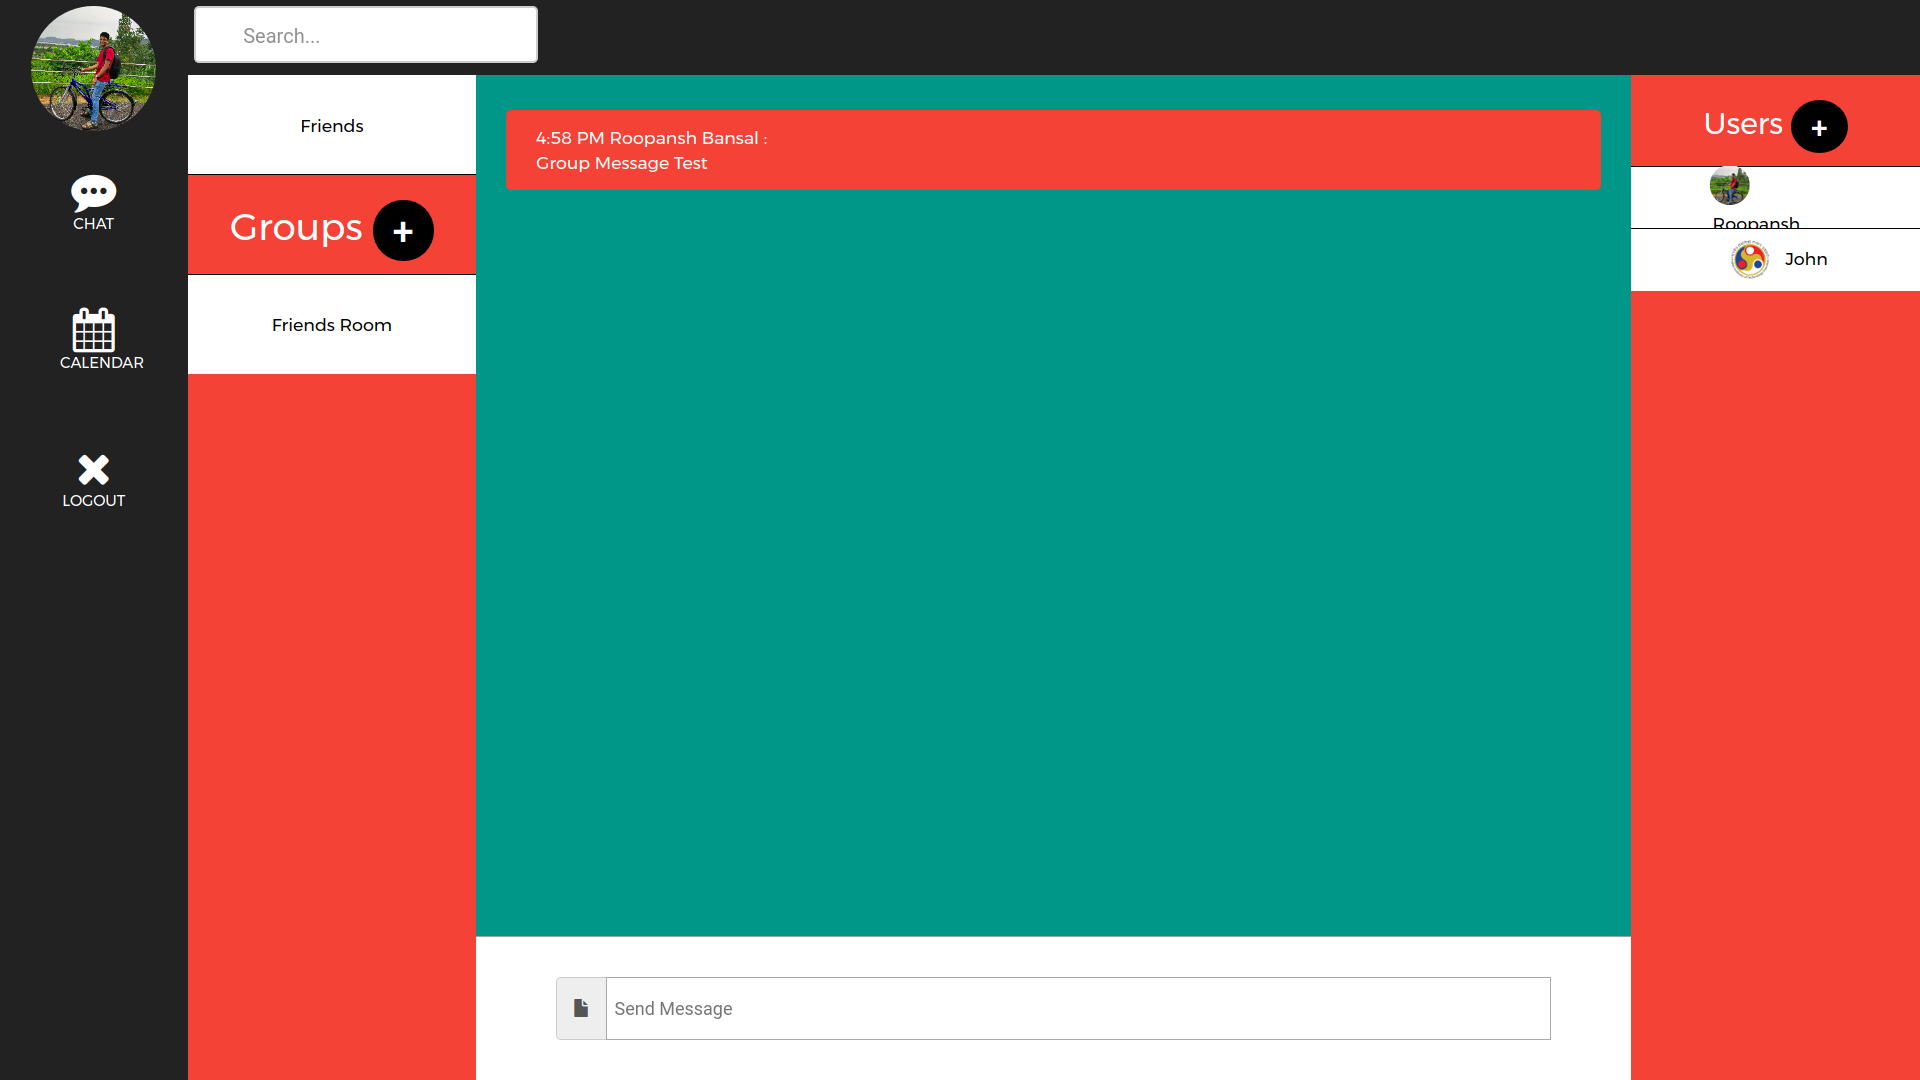 Search...
CHAT
CALENDAR
LOGOUT
Friends
Groups +
Friends Room
4:58 PM Roopansh Bansal :
Group Message Test
Send Message
Users +
Roopansh
John